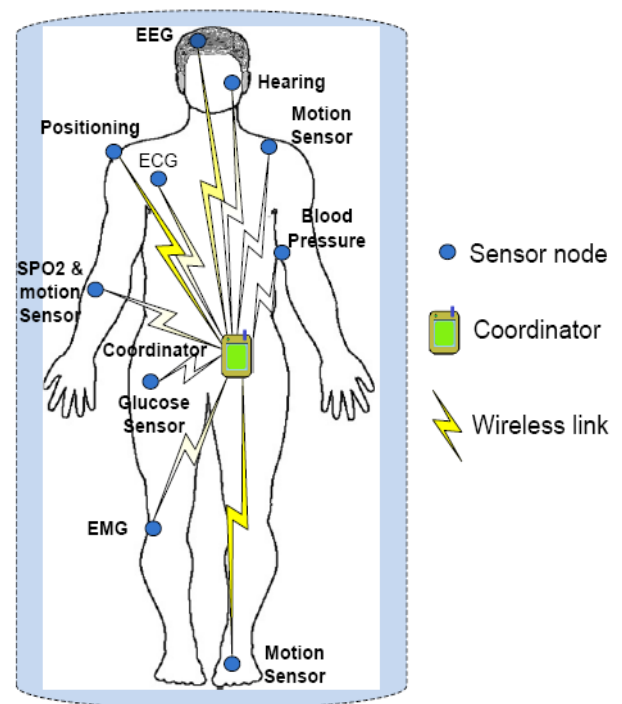 EEG
Hearing
Motion
Sensor
Positioning
ECG
Blood
Pressure
SPO2 &
motion
Sensor
Coordinator
Glucose
Sensor
EMG
Motion
Sensor
Sensor node
Coordinator
Wireless link